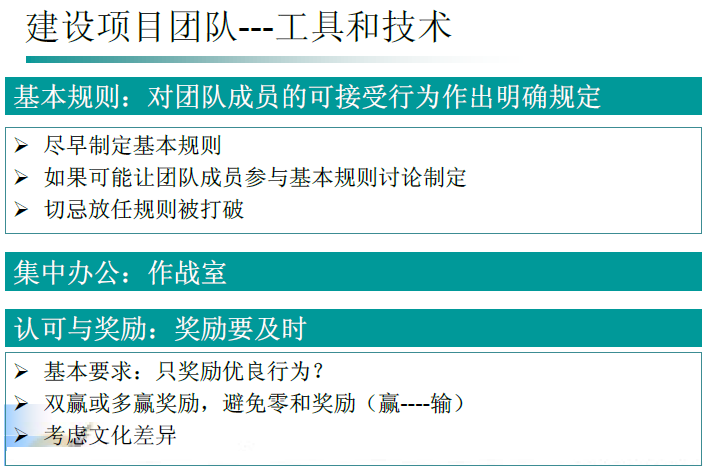 建设项目团队---工具和技术
基本规则：对团队成员的可接受行为作出明确规定
➢ 尽早制定基本规则
➢ 如果可能让团队成员参与基本规则讨论制定
➢ 切忌放任规则被打破
集中办公：作战室
认可与奖励：奖励要及时
➢ 基本要求：只奖励优良行为？
➢ 双赢或多赢奖励，避免零和奖励（赢----输）
➢ 考虑文化差异